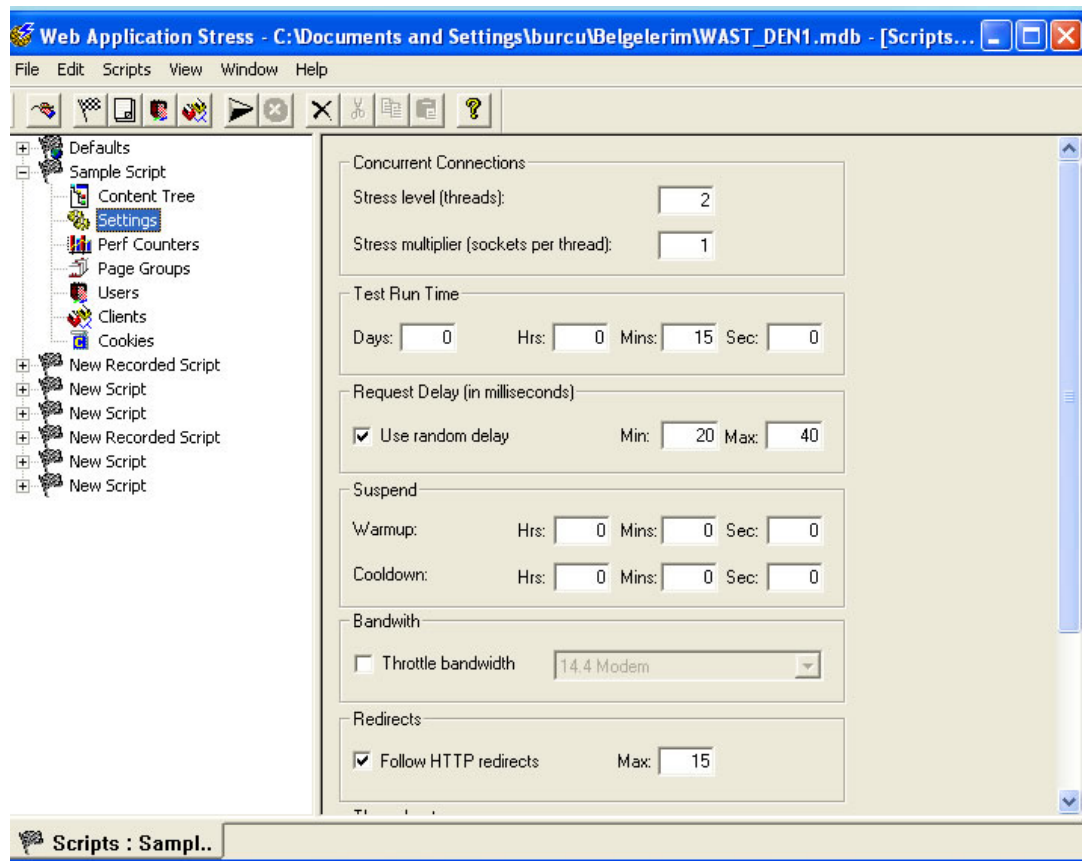 Web Application Stress - C:\Documents and Settings\burcu\Belgelerim\WAST_DEN1.mdb - [Scripts...
File Edit Scripts View Window Help
Defaults
Sample Script
Content Tree
Settings
Perf Counters
Page Groups
Users
Clients
Cookies
New Recorded Script
New Script
New Script
New Recorded Script
New Script
New Script
Concurrent Connections
Stress level (threads): 2
Stress multiplier (sockets per thread): 1
Test Run Time
Days: 0 Hrs: 0 Mins: 15 Sec: 0
Request Delay (in milliseconds)
Use random delay Min: 20 Max: 40
Suspend
Warmup: Hrs: 0 Mins: 0 Sec: 0
Cooldown: Hrs: 0 Mins: 0 Sec: 0
Bandwith
Throttle bandwidth 14.4 Modem
Redirects
Follow HTTP redirects Max: 15
Scripts : Sampl..